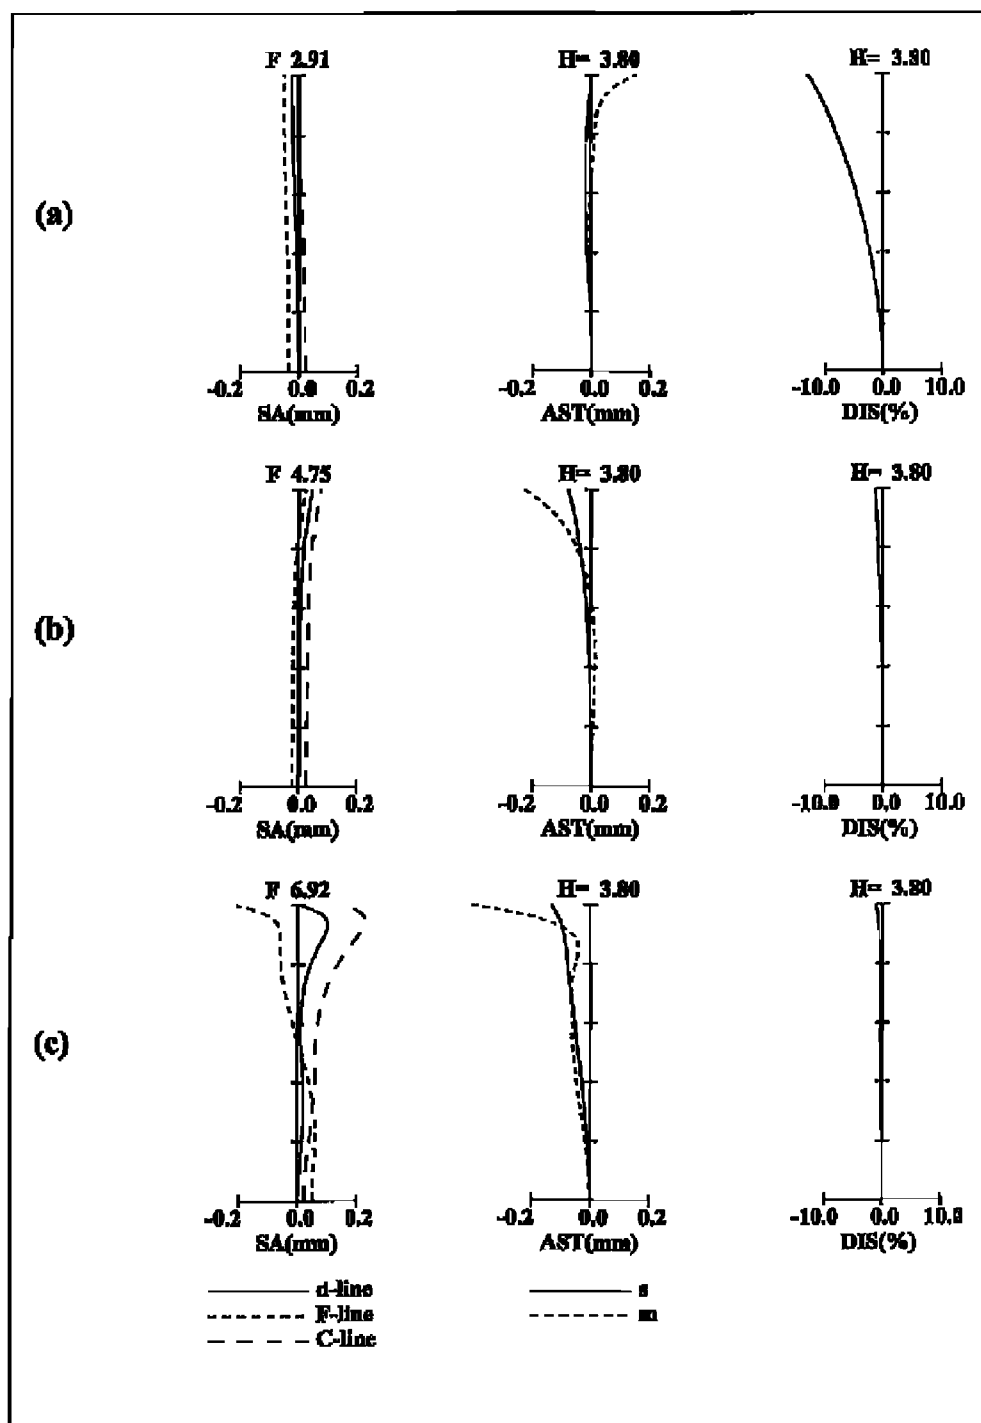 F 2.91 H= 3.80 H= 3.80
(a)
-0.2 0.0 0.2 -0.2 0.0 0.2 -10.0 0.0 10.0
SA(mm) AST(mm) DIS(%)
F 4.75 H= 3.80 H= 3.80
(b)
-0.2 0.0 0.2 -0.2 0.0 0.2 -10.0 0.0 10.0
SA(mm) AST(mm) DIS(%)
F 6.92 H= 3.80 H= 3.80
(c)
-0.2 0.0 0.2 -0.2 0.0 0.2 -10.0 0.0 10.0
SA(mm) AST(mm) DIS(%)
d-line s
F-line m
C-line